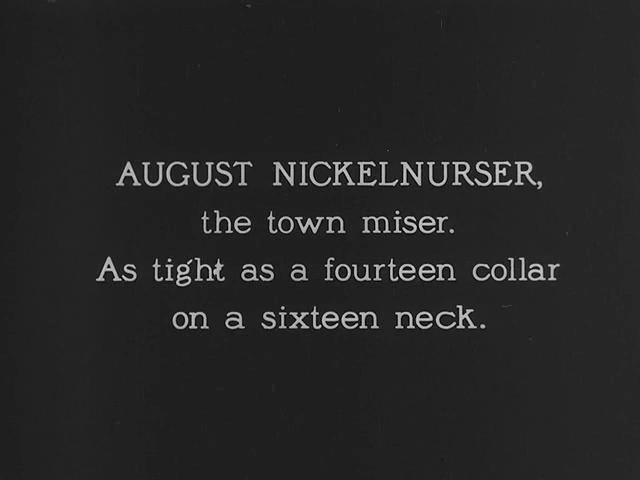 AUGUST NICKELNURSER,
the town miser.
As tight as a fourteen collar
on a sixteen neck.